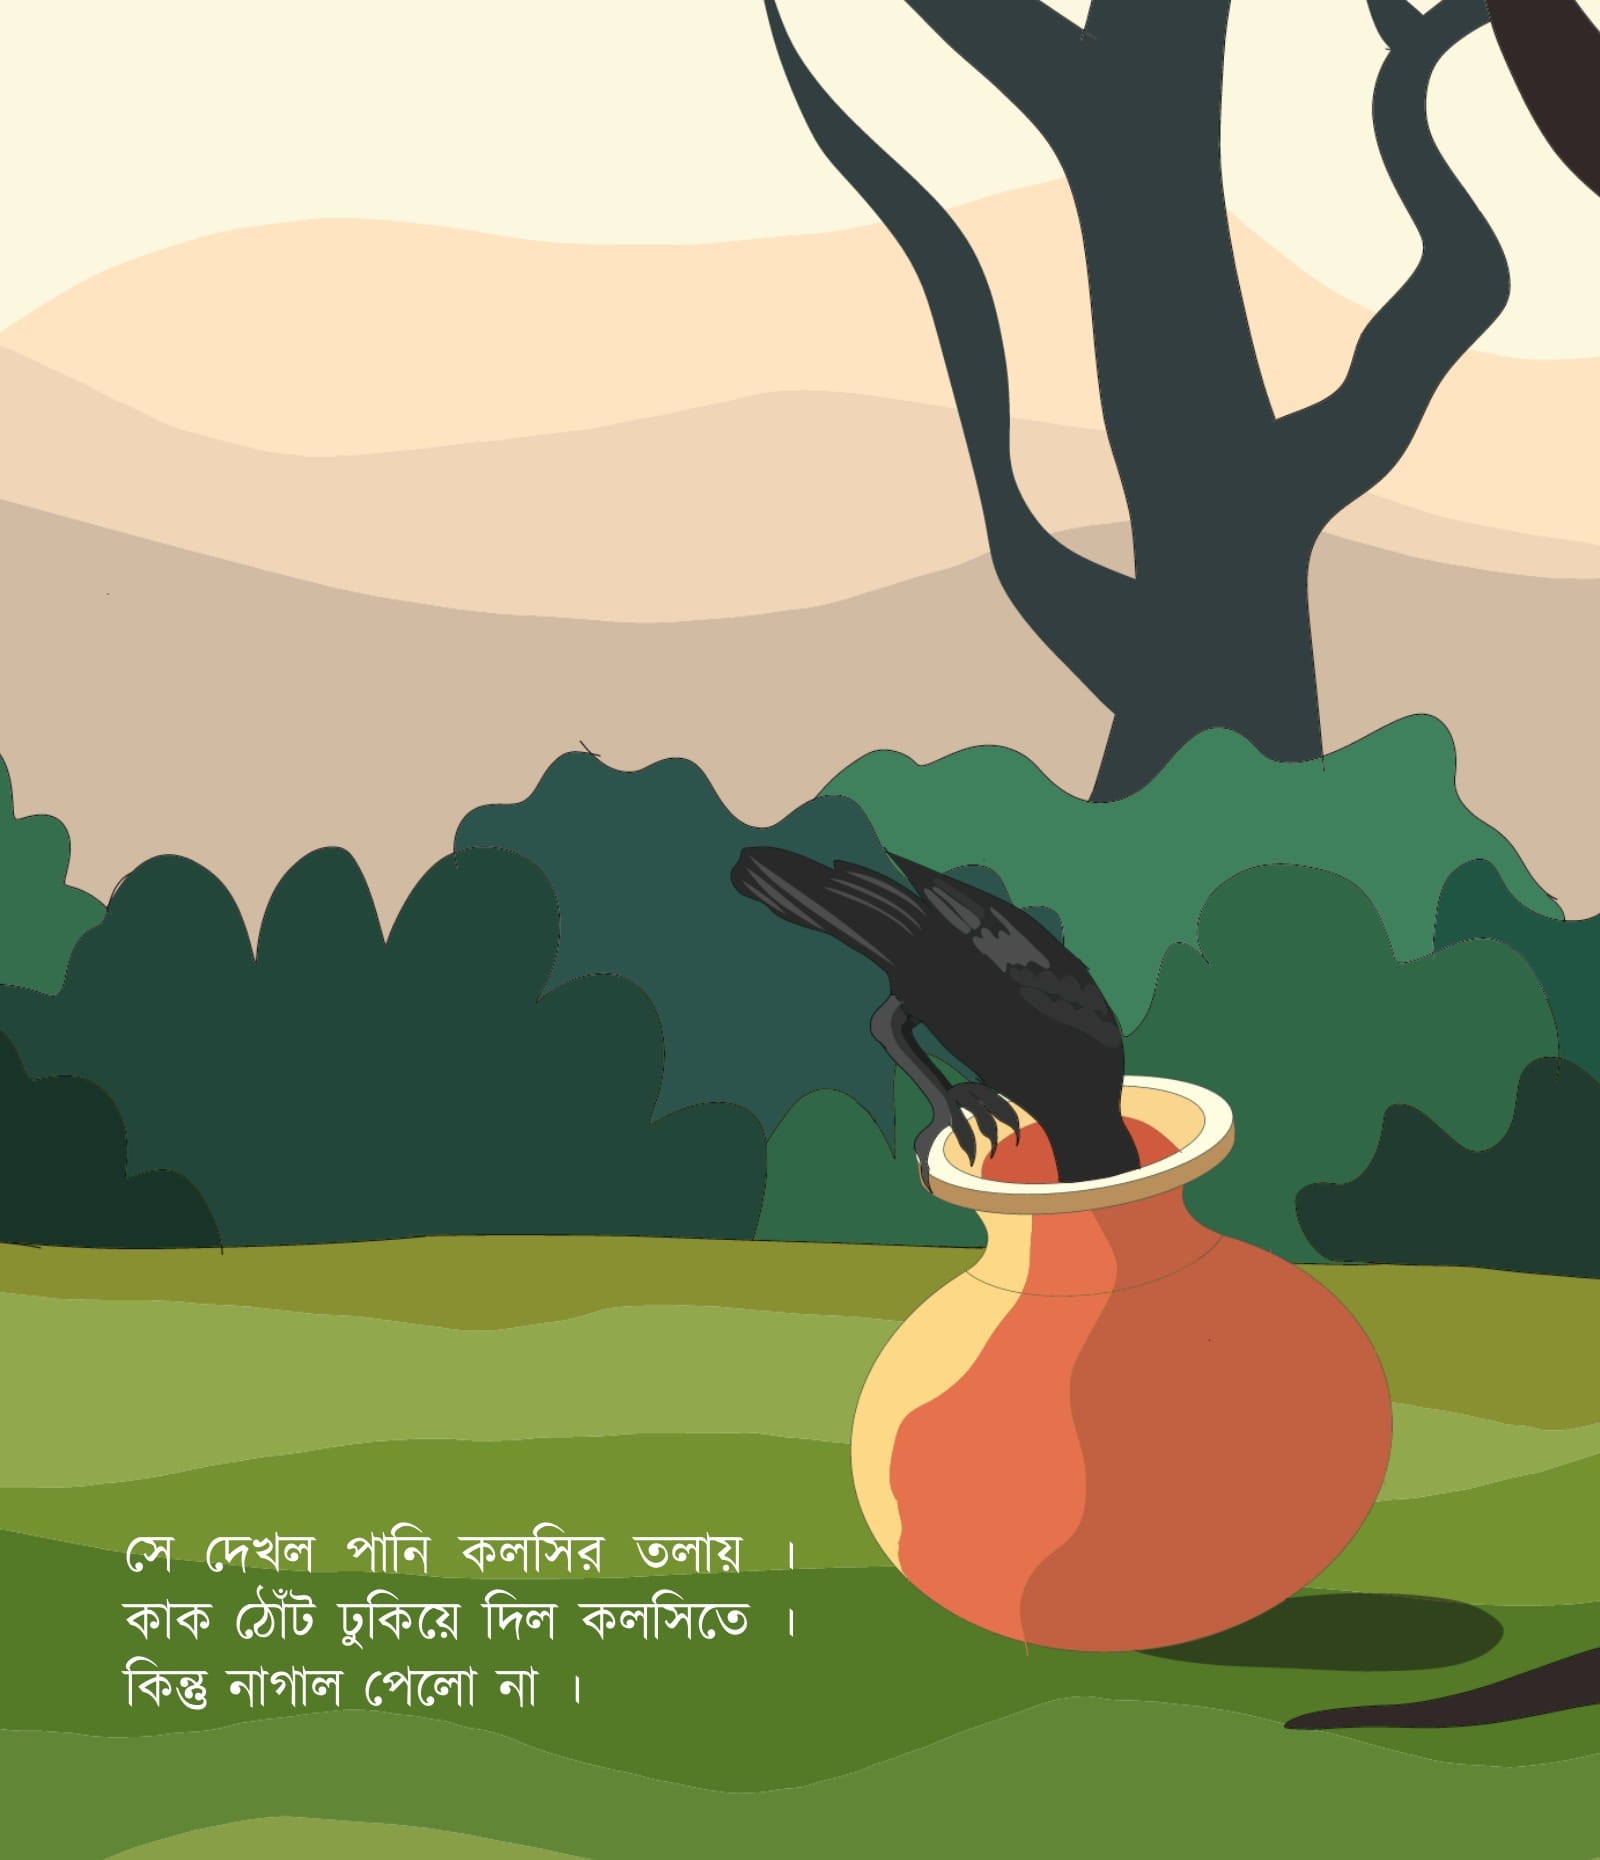 সে দেখল পানি কলসির তলায় ।
কাক ঠোঁট ঢুকিয়ে দিল কলসিতে ।
কিন্তু নাগাল পেলো না ।